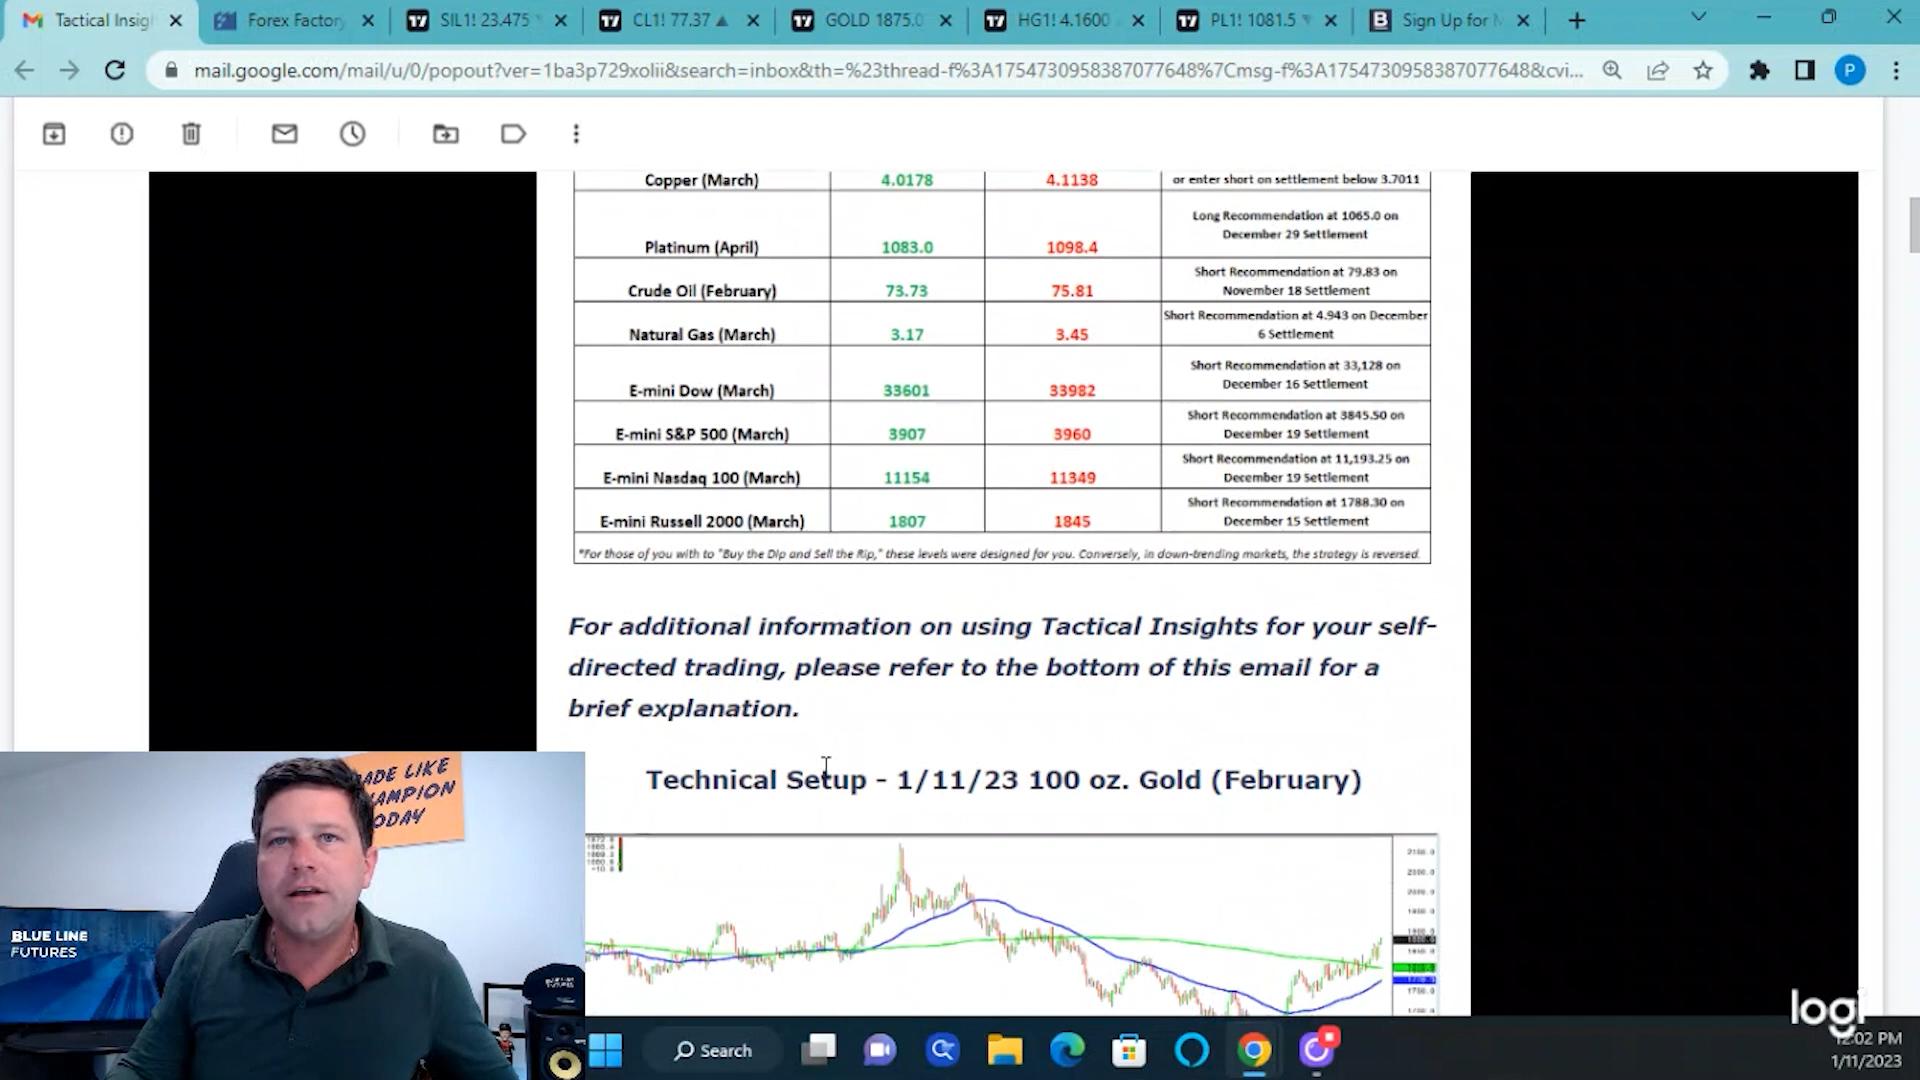 Tactical Insig
Forex Factory
SIL1! 23.475
CL1! 77.37 ▲
GOLD 1875.0
HG1! 4.1600
PL1! 1081.5 ▼
Sign Up for
mail.google.com/mail/u/0/popout?ver=1ba3p729xolii&search=inbox&th=%23thread-f%3A1754730958387077648%7Cmsg-f%3A1754730958387077648&cvi...
P
Copper (March) 4.0178 4.1138 or enter short on settlement below 3.7011
Long Recommendation at 1065.0 on
December 29 Settlement
Platinum (April) 1083.0 1098.4
Short Recommendation at 79.83 on
Crude Oil (February) 73.73 75.81 November 18 Settlement
Short Recommendation at 4.943 on December
Natural Gas (March) 3.17 3.45 6 Settlement
Short Recommendation at 33,128 on
E-mini Dow (March) 33601 33982 December 16 Settlement
Short Recommendation at 3845.50 on
E-mini S&P 500 (March) 3907 3960 December 19 Settlement
Short Recommendation at 11,193.25 on
E-mini Nasdaq 100 (March) 11154 11349 December 19 Settlement
Short Recommendation at 1788.30 on
E-mini Russell 2000 (March) 1807 1845 December 15 Settlement
*For those of you with to "Buy the Dip and Sell the Rip," these levels were designed for you. Conversely, in down-trending markets, the strategy is reversed.
For additional information on using Tactical Insights for your self-
directed trading, please refer to the bottom of this email for a
brief explanation.
Technical Setup - 1/11/23 100 oz. Gold (February)
ADE LIKE
AMPION
ODAY
BLUE LINE
FUTURES
logi
Search
12:02 PM
1/11/2023